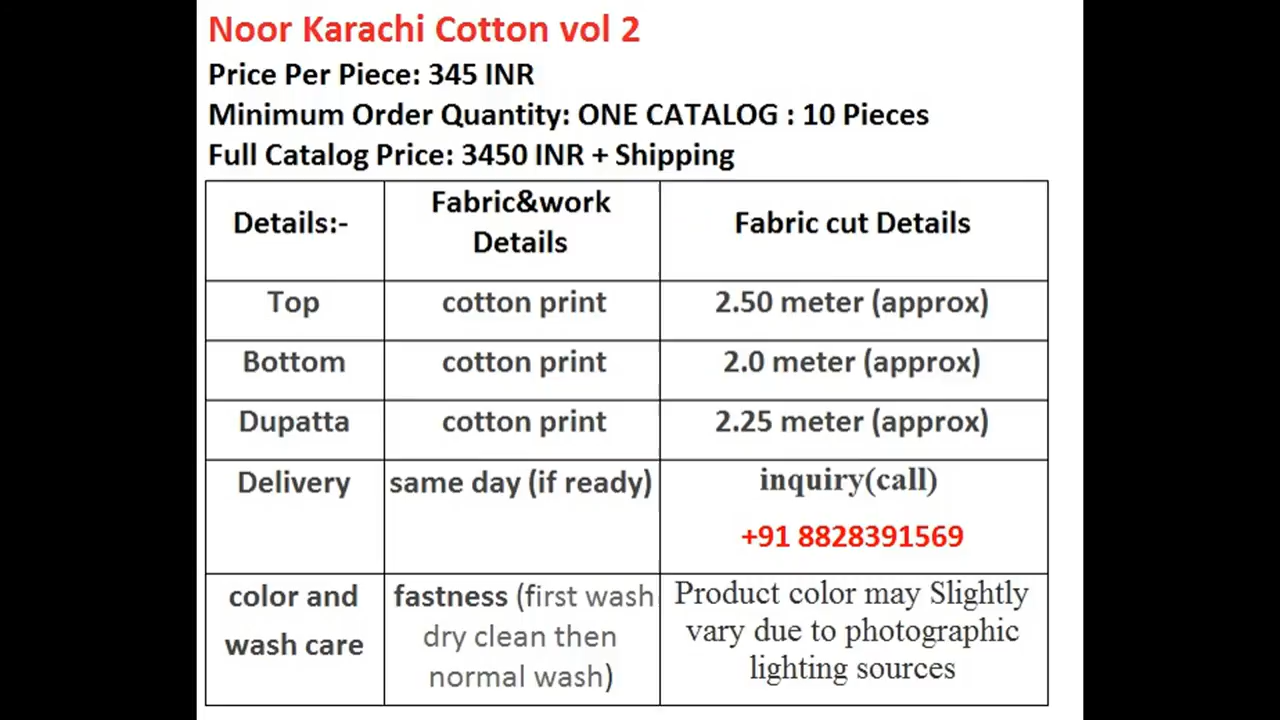 Noor Karachi Cotton vol 2
Price Per Piece: 345 INR
Minimum Order Quantity: ONE CATALOG : 10 Pieces
Full Catalog Price: 3450 INR + Shipping
Details:-
Fabric&work
Details
Fabric cut Details
Top
cotton print
2.50 meter (approx)
Bottom
cotton print
2.0 meter (approx)
Dupatta
cotton print
2.25 meter (approx)
Delivery
same day (if ready)
inquiry(call)
+91 8828391569
color and
wash care
fastness (first wash
dry clean then
normal wash)
Product color may Slightly
vary due to photographic
lighting sources